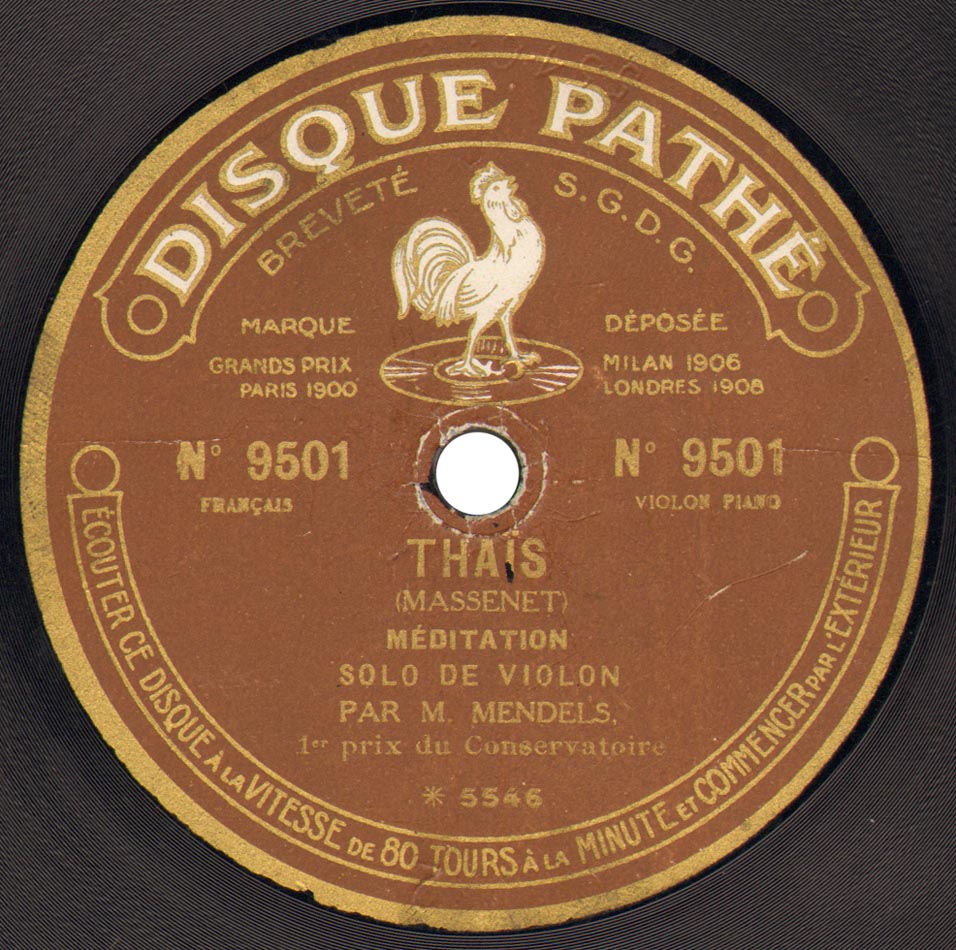 DISQUE PATHÉ
BREVETÉ S.G.D.G.
MARQUE DÉPOSÉE
GRANDS PRIX
PARIS 1900
MILAN 1906
LONDRES 1908
Nº 9501
FRANÇAIS
Nº 9501
VIOLON PIANO
THAÏS
(MASSENET)
MÉDITATION
SOLO DE VIOLON
PAR M. MENDELS,
1er prix du Conservatoire
* 5546
ÉCOUTER CE DISQUE À LA VITESSE DE 80 TOURS À LA MINUTE ET COMMENCER PAR L'EXTÉRIEUR